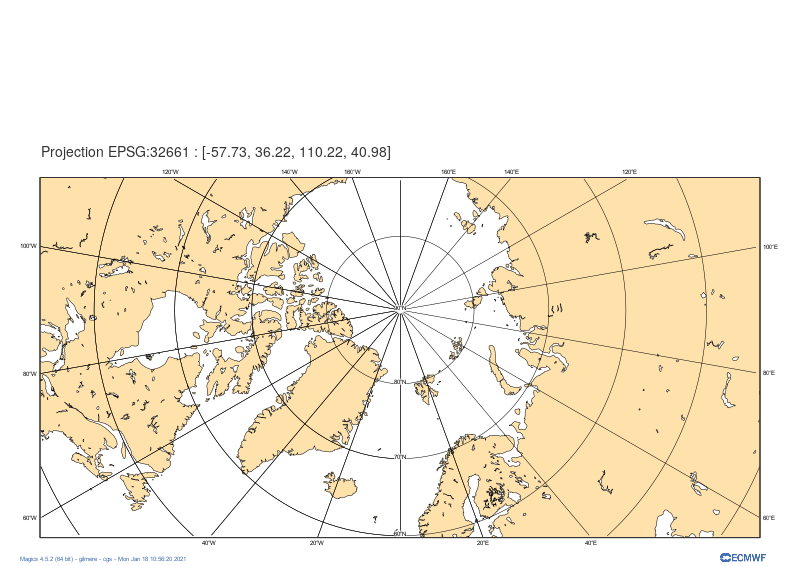 Projection EPSG:32661 : [-57.73, 36.22, 110.22, 40.98]
120°W 140°W 160°W 160°E 140°E 120°E
100°W 100°E
90°N
80°W 80°N 80°E
70°N
60°W 60°N 60°E
40°W 20°W 20°E 40°E
Magics 4.5.2 (64 bit) - gilmere - cgs - Mon Jan 18 10:56:20 2021
ECMWF